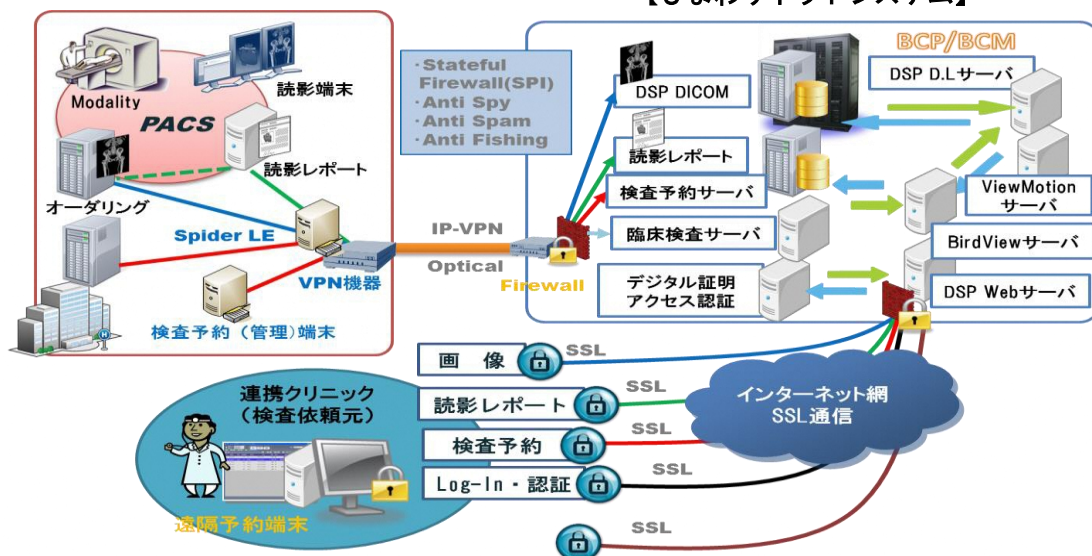 Modality
読影端末
PACS
読影レポート
オーダリング
Spider LE
VPN機器
検査予約(管理)端末
・Stateful
Firewall(SPI)
・Anti Spy
・Anti Spam
・Anti Fishing
IP-VPN
Optical
Firewall
BCP/BCM
DSP DICOM
DSP D.Lサーバ
読影レポート
検査予約サーバ
ViewMotion
サーバ
臨床検査サーバ
BirdViewサーバ
デジタル証明
アクセス認証
DSP Webサーバ
画 像
SSL
連携クリニック
(検査依頼元)
読影レポート
SSL
インターネット網
SSL通信
検査予約
SSL
Log-In・認証
SSL
遠隔予約端末
SSL